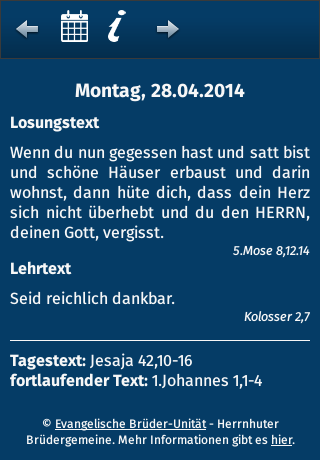 Montag, 28.04.2014
Losungstext
Wenn du nun gegessen hast und satt bist
und schöne Häuser erbaust und darin
wohnst, dann hüte dich, dass dein Herz
sich nicht überhebt und du den HERRN,
deinen Gott, vergisst.
5.Mose 8,12.14
Lehrtext
Seid reichlich dankbar.
Kolosser 2,7
Tagestext: Jesaja 42,10-16
fortlaufender Text: 1.Johannes 1,1-4
© Evangelische Brüder-Unität - Herrnhuter
Brüdergemeine. Mehr Informationen gibt es hier.